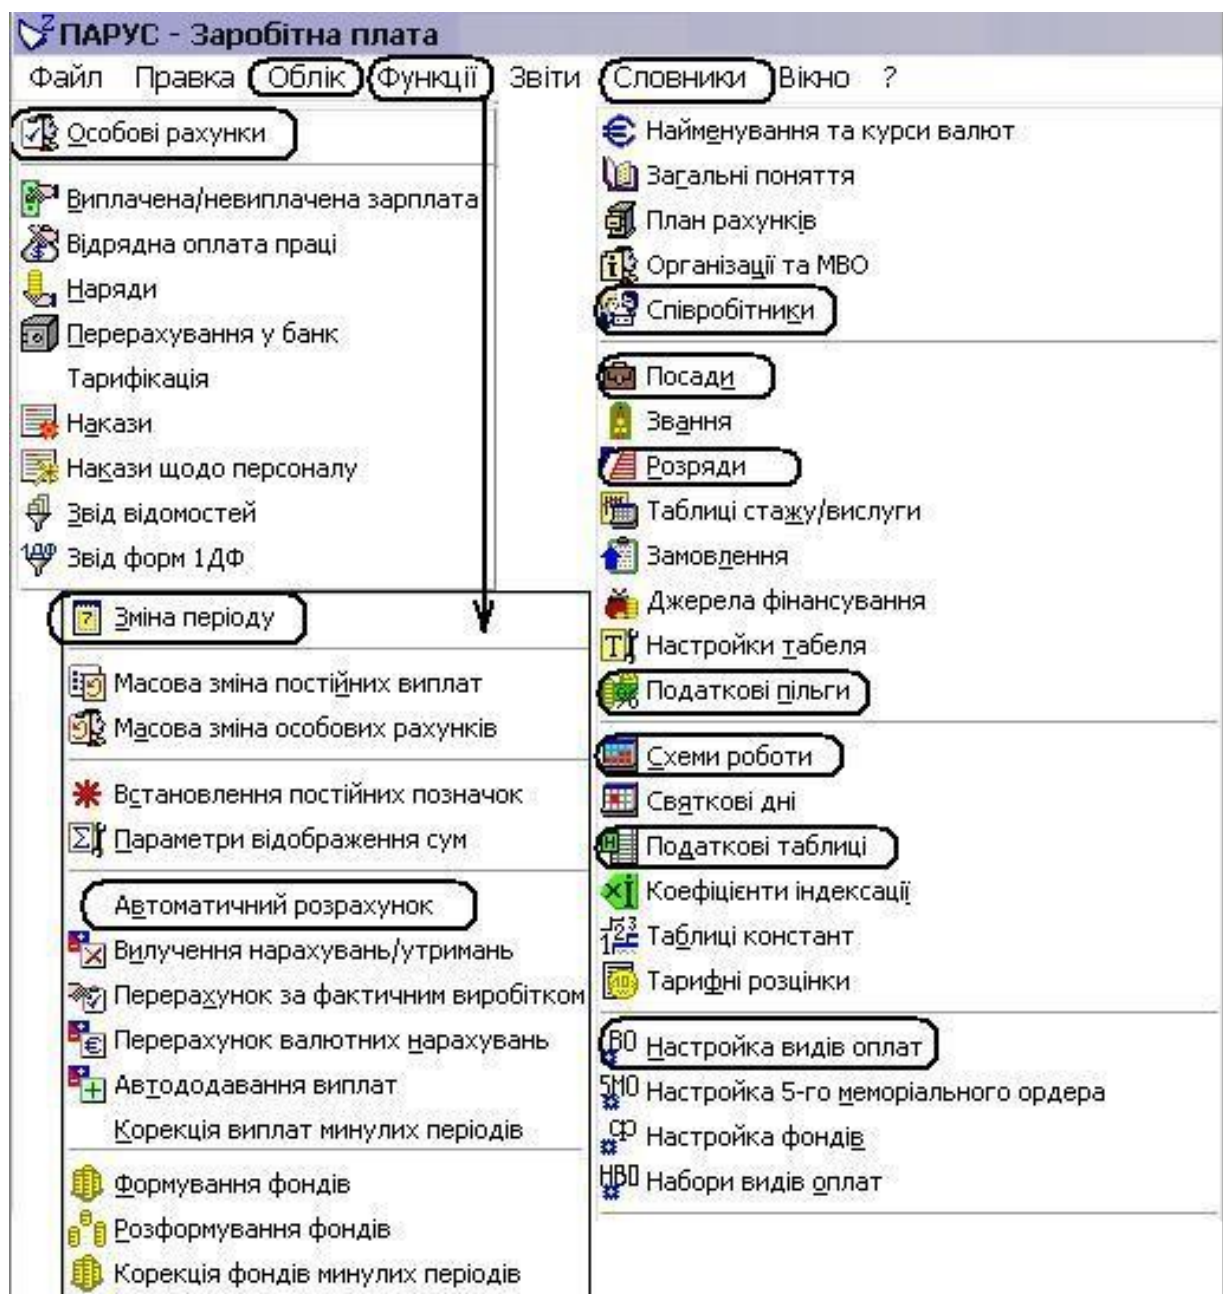 ПАРУС - Заробітна плата
Файл Правка Облік Функції Звіти Словники Вікно ?
Особові рахунки
Виплачена/невиплачена зарплата
Відрядна оплата праці
Наряди
Перерахування у банк
Тарифікація
Накази
Накази щодо персоналу
Звід відомостей
1ДФ Звід форм 1ДФ
Зміна періоду
Масова зміна постійних виплат
Масова зміна особових рахунків
Встановлення постійних позначок
Параметри відображення сум
Автоматичний розрахунок
Вилучення нарахувань/утримань
Перерахунок за фактичним виробітком
Перерахунок валютних нарахувань
Автододавання виплат
Корекція виплат минулих періодів
Формування фондів
Розформування фондів
Корекція фондів минулих періодів
Найменування та курси валют
Загальні поняття
План рахунків
Організації та МВО
Співробітники
Посади
Звання
Розряди
Таблиці стажу/вислуги
Замовлення
Джерела фінансування
Настройки табеля
Податкові пільги
Схеми роботи
Святкові дні
Податкові таблиці
Коефіцієнти індексації
Таблиці констант
Тарифні розцінки
ВО Настройка видів оплат
5МО Настройка 5-го меморіального ордера
СР Настройка фондів
НВО Набори видів оплат